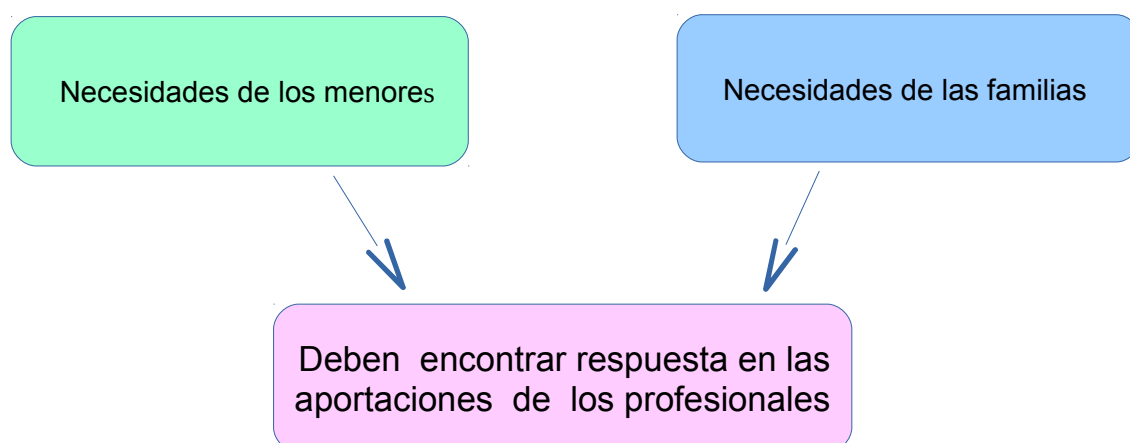 Necesidades de los menores
Necesidades de las familias
Deben encontrar respuesta en las
aportaciones de los profesionales